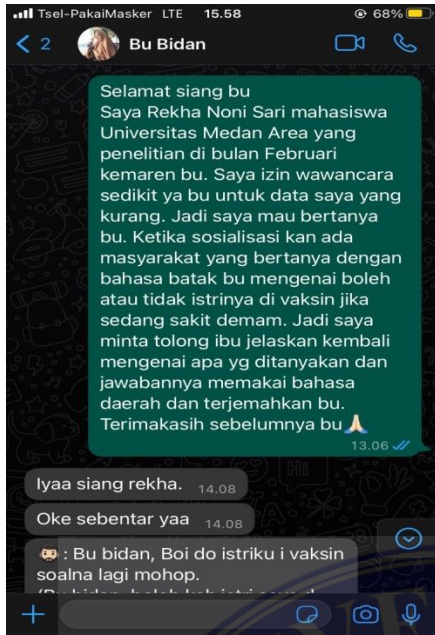 Tsel-PakaiMasker LTE 15.58 68%
2 Bu Bidan
Selamat siang bu
Saya Rekha Noni Sari mahasiswa
Universitas Medan Area yang
penelitian di bulan Februari
kemaren bu. Saya izin wawancara
sedikit ya bu untuk data saya yang
kurang. Jadi saya mau bertanya
bu. Ketika sosialisasi kan ada
masyarakat yang bertanya dengan
bahasa batak bu mengenai boleh
atau tidak istrinya di vaksin jika
sedang sakit demam. Jadi saya
minta tolong ibu jelaskan kembali
mengenai apa yg ditanyakan dan
jawabannya memakai bahasa
daerah dan terjemahkan bu.
Terimakasih sebelumnya bu🙏🏻
13.06
Iyaa siang rekha. 14.08
Oke sebentar yaa 14.08
🧔🏻: Bu bidan, Boi do istriku i vaksin
soalna lagi mohop.